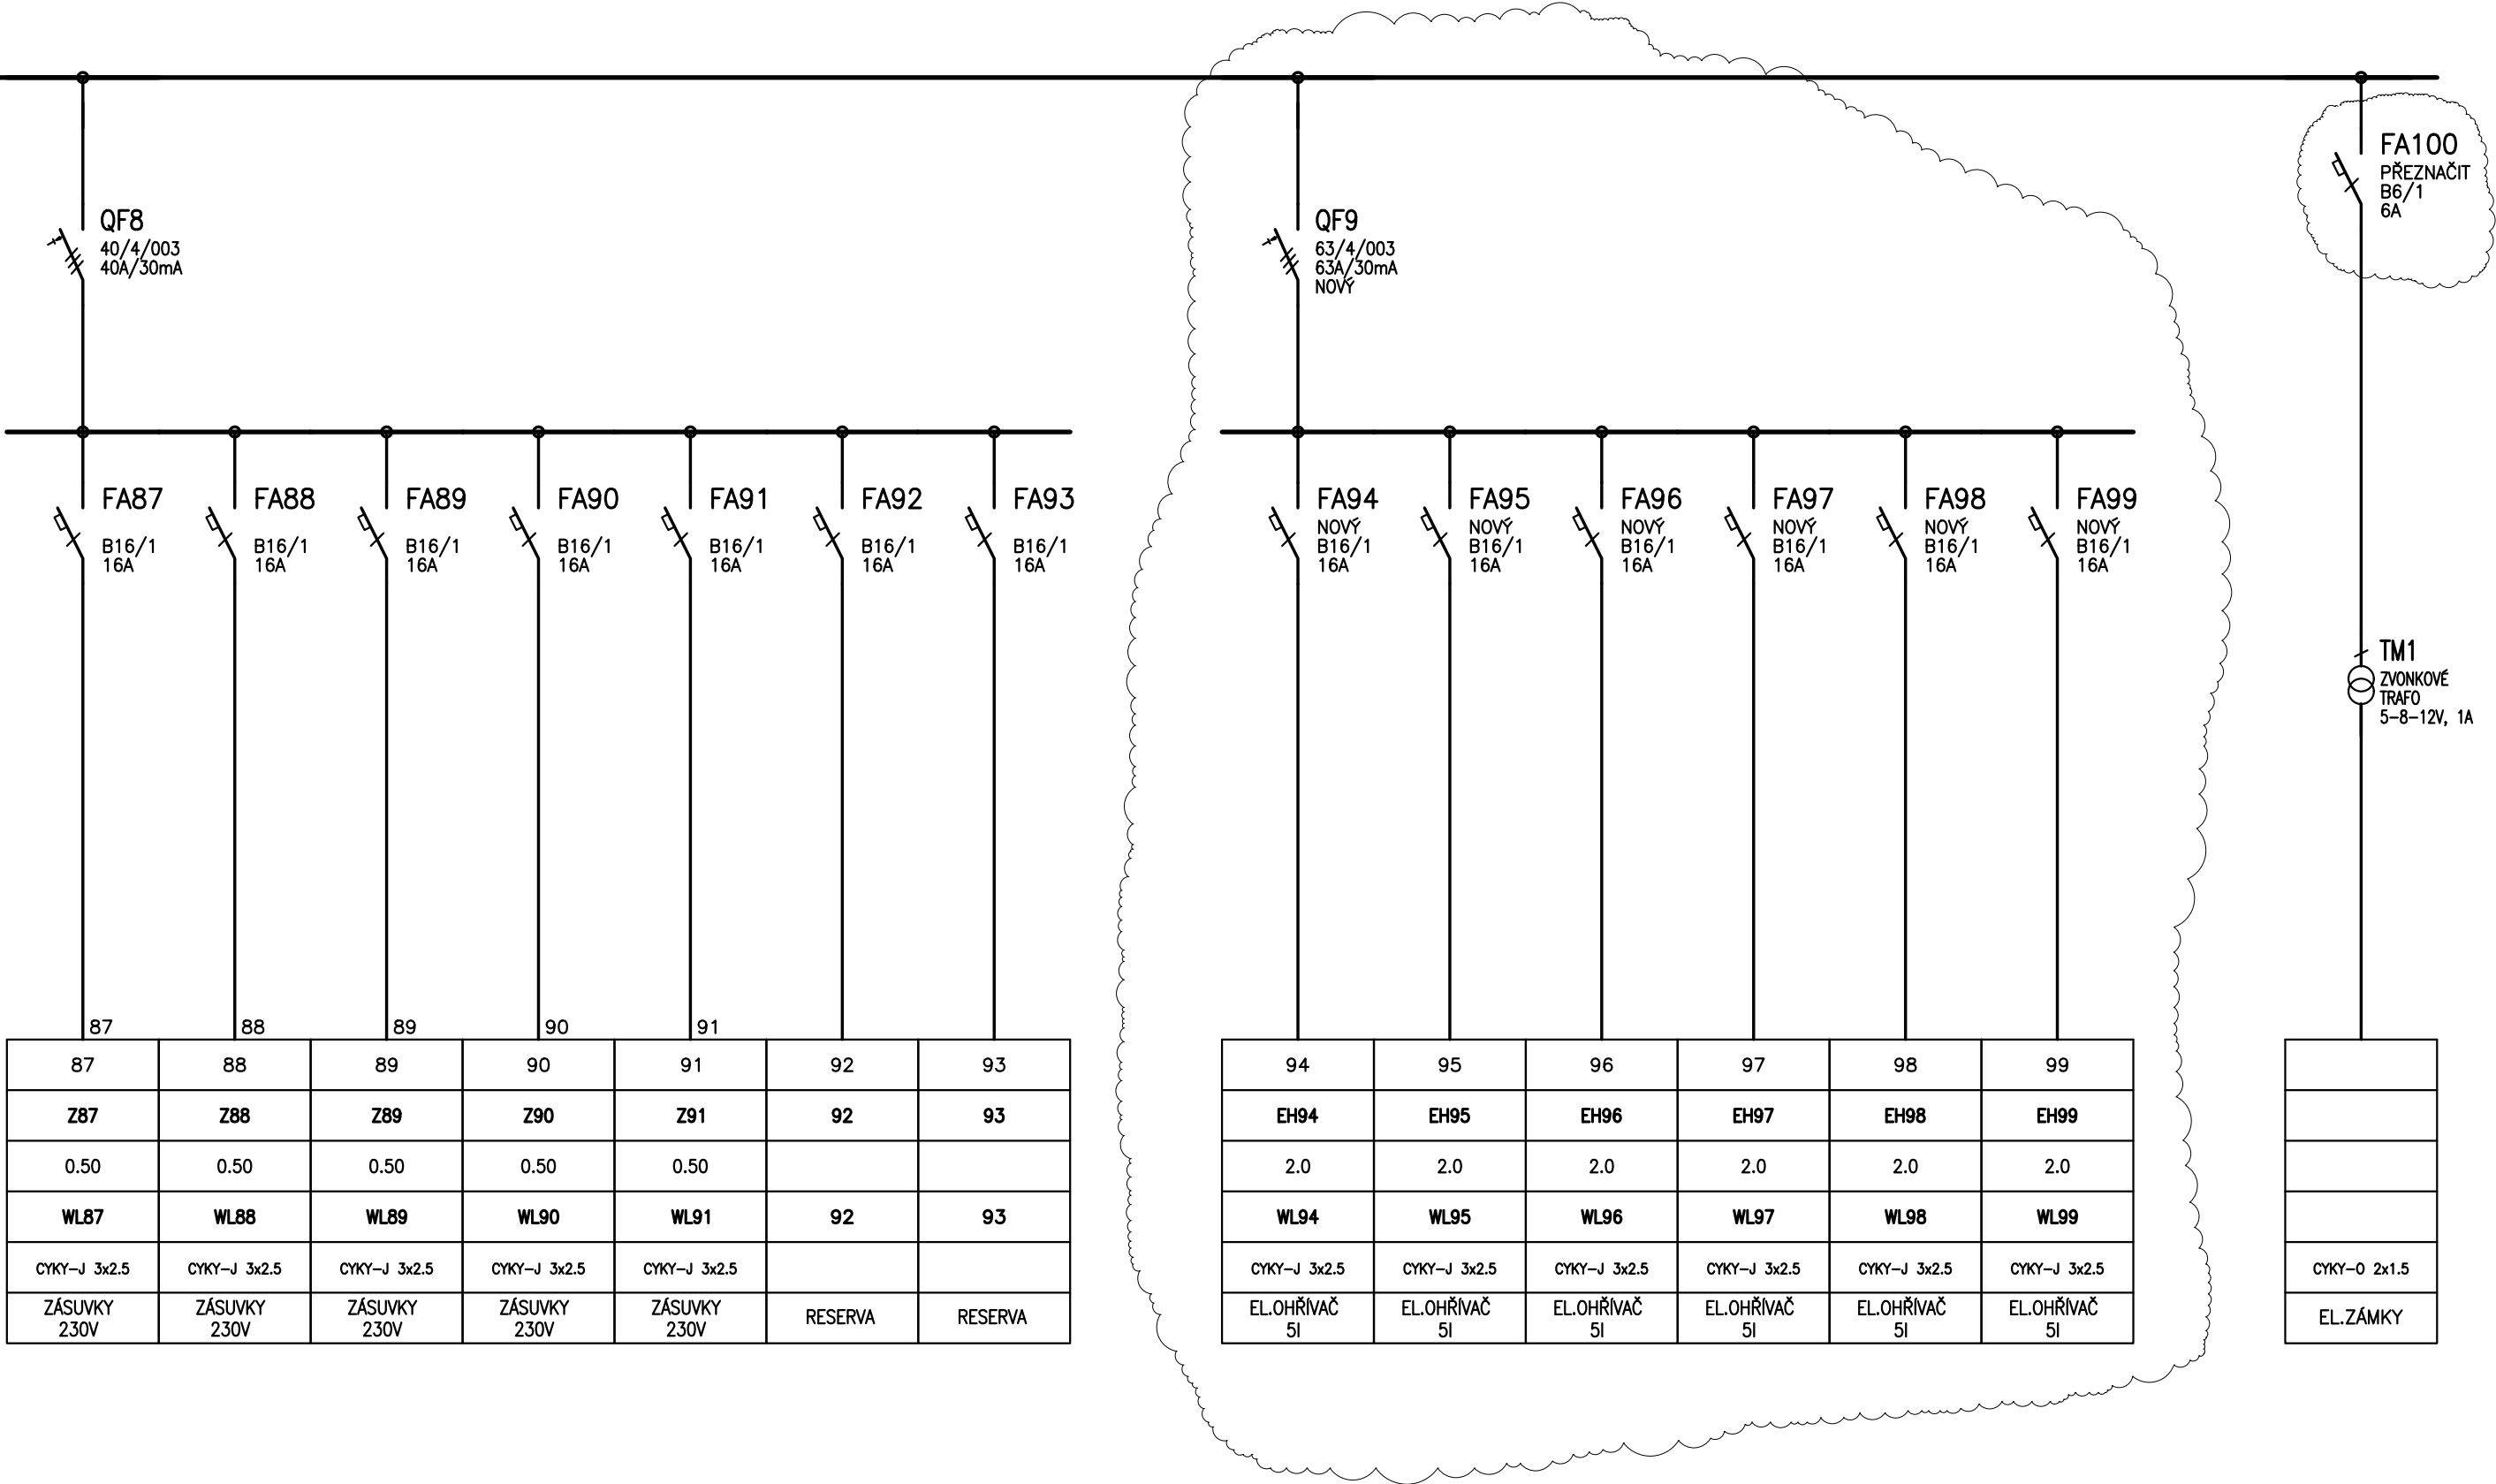 FA100
PŘEZNAČIT
B6/1
6A
QF8
40/4/003
40A/30mA
QF9
63/4/003
63A/30mA
NOVÝ
FA87
B16/1
16A
FA88
B16/1
16A
FA89
B16/1
16A
FA90
B16/1
16A
FA91
B16/1
16A
FA92
B16/1
16A
FA93
B16/1
16A
FA94
NOVÝ
B16/1
16A
FA95
NOVÝ
B16/1
16A
FA96
NOVÝ
B16/1
16A
FA97
NOVÝ
B16/1
16A
FA98
NOVÝ
B16/1
16A
FA99
NOVÝ
B16/1
16A
TM1
ZVONKOVÉ
TRAFO
5-8-12V, 1A
87 88 89 90 91
87 88 89 90 91 92 93 94 95 96 97 98 99
Z87 Z88 Z89 Z90 Z91 92 93 EH94 EH95 EH96 EH97 EH98 EH99
0.50 0.50 0.50 0.50 0.50 2.0 2.0 2.0 2.0 2.0 2.0
WL87 WL88 WL89 WL90 WL91 92 93 WL94 WL95 WL96 WL97 WL98 WL99
CYKY-J 3x2.5 CYKY-J 3x2.5 CYKY-J 3x2.5 CYKY-J 3x2.5 CYKY-J 3x2.5 CYKY-J 3x2.5 CYKY-J 3x2.5 CYKY-J 3x2.5 CYKY-J 3x2.5 CYKY-J 3x2.5 CYKY-J 3x2.5 CYKY-O 2x1.5
ZÁSUVKY
230V
ZÁSUVKY
230V
ZÁSUVKY
230V
ZÁSUVKY
230V
ZÁSUVKY
230V
RESERVA
RESERVA
EL.OHŘÍVAČ
5l
EL.OHŘÍVAČ
5l
EL.OHŘÍVAČ
5l
EL.OHŘÍVAČ
5l
EL.OHŘÍVAČ
5l
EL.OHŘÍVAČ
5l
EL.ZÁMKY